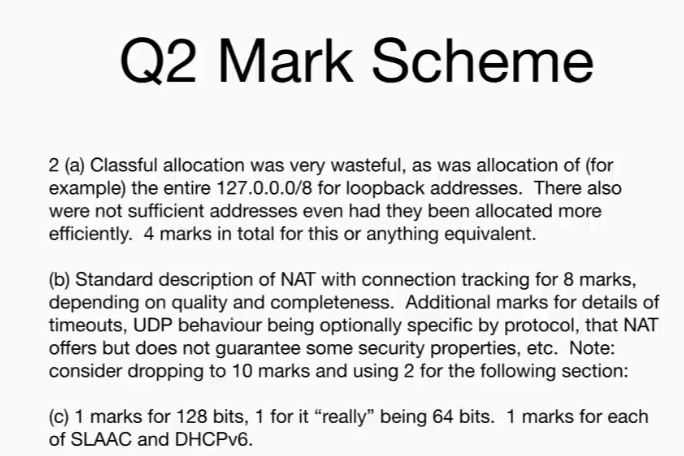 Q2 Mark Scheme
2 (a) Classful allocation was very wasteful, as was allocation of (for
example) the entire 127.0.0.0/8 for loopback addresses.  There also
were not sufficient addresses even had they been allocated more
efficiently.  4 marks in total for this or anything equivalent.
(b) Standard description of NAT with connection tracking for 8 marks,
depending on quality and completeness.  Additional marks for details of
timeouts, UDP behaviour being optionally specific by protocol, that NAT
offers but does not guarantee some security properties, etc.  Note:
consider dropping to 10 marks and using 2 for the following section:
(c) 1 marks for 128 bits, 1 for it “really” being 64 bits.  1 marks for each
of SLAAC and DHCPv6.